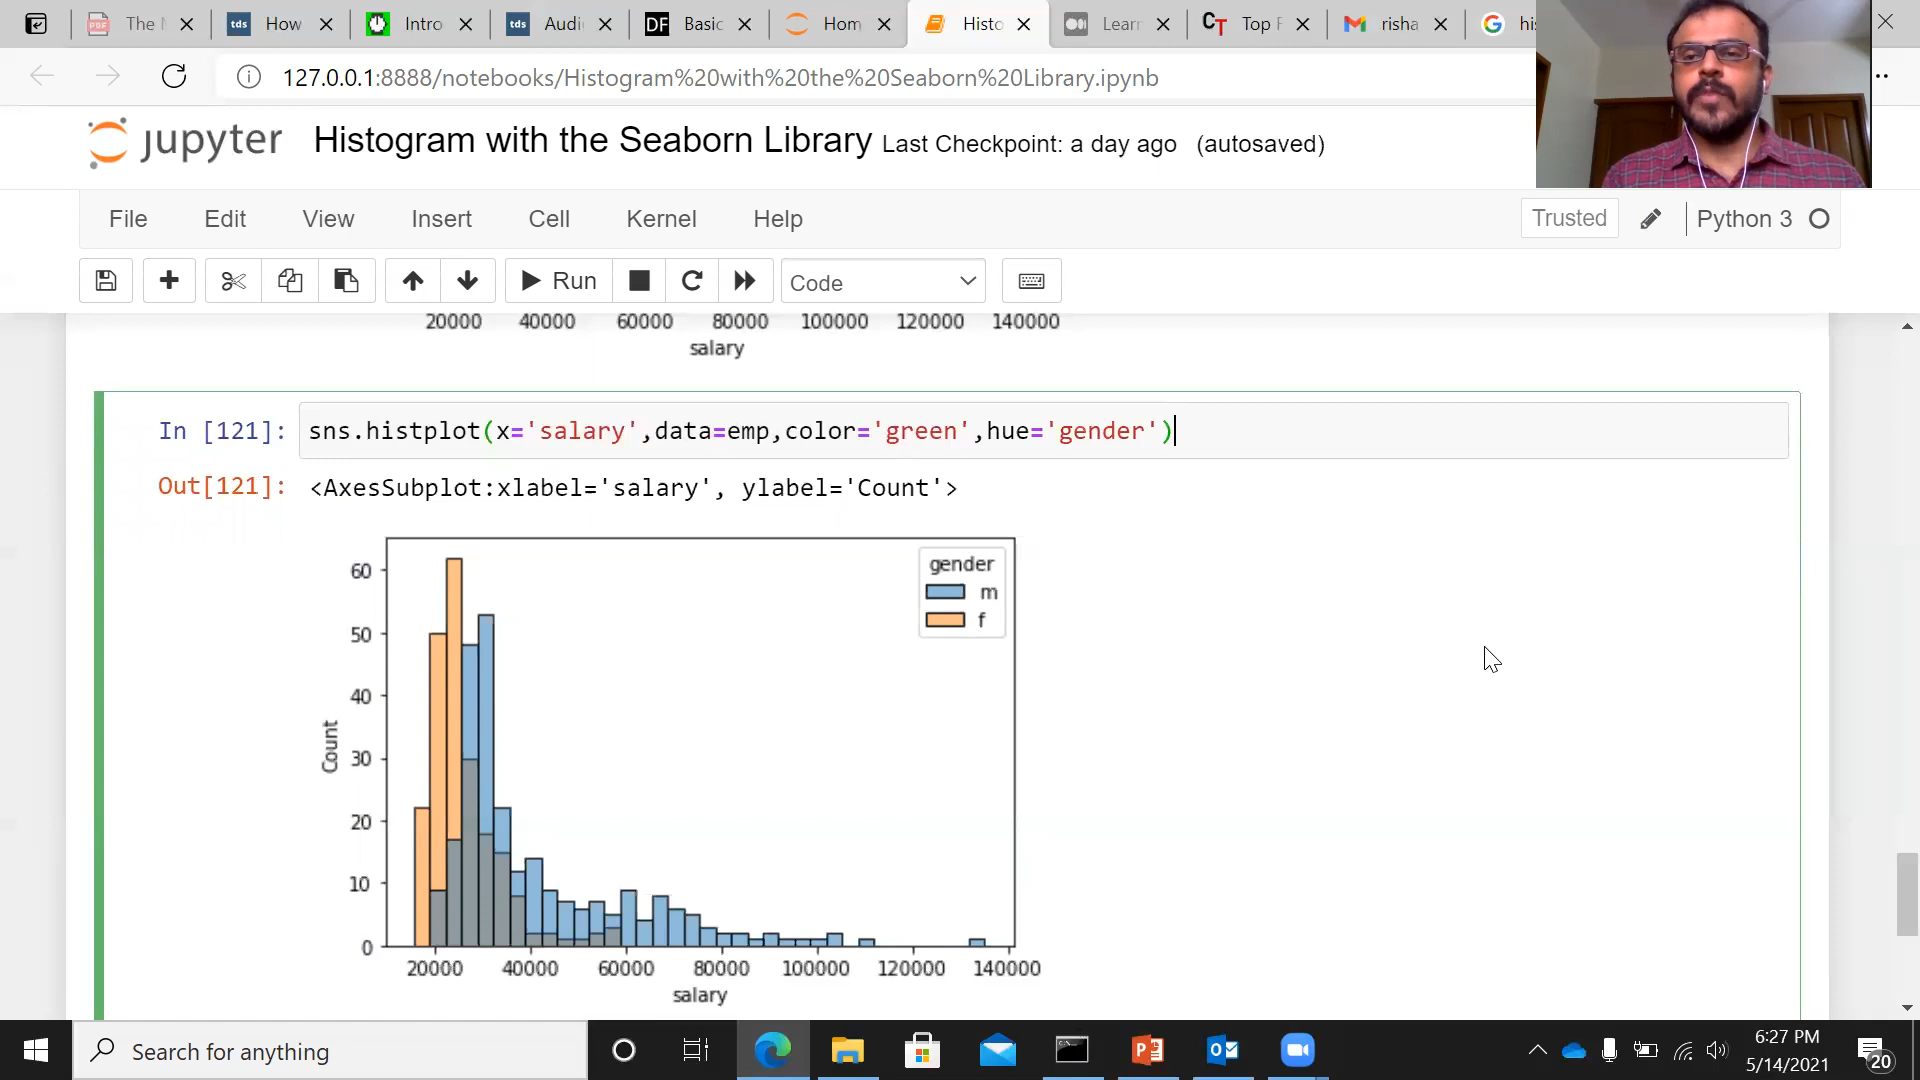 The M
How
Intro
tds
Audi
DF
Basic
Hom
Histo
Learn
CT
Top F
risha
his
127.0.0.1:8888/notebooks/Histogram%20with%20the%20Seaborn%20Library.ipynb
jupyter
Histogram with the Seaborn Library Last Checkpoint: a day ago (autosaved)
File Edit View Insert Cell Kernel Help
Trusted
Python 3
Run
Code
20000 40000 60000 80000 100000 120000 140000
salary
In [121]: sns.histplot(x='salary',data=emp,color='green',hue='gender')
Out[121]: <AxesSubplot:xlabel='salary', ylabel='Count'>
gender
m
f
60
50
40
30
20
10
0
Count
20000 40000 60000 80000 100000 120000 140000
salary
Search for anything
6:27 PM
5/14/2021
20